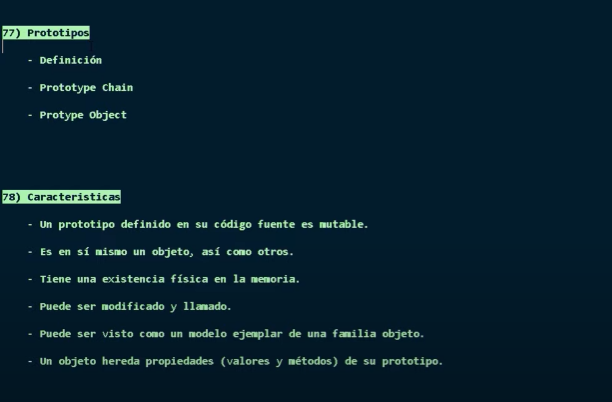 77) Prototipos
- Definición
- Prototype Chain
- Protype Object
78) Caracteristicas
- Un prototipo definido en su código fuente es mutable.
- Es en sí mismo un objeto, así como otros.
- Tiene una existencia física en la memoria.
- Puede ser modificado y llamado.
- Puede ser visto como un modelo ejemplar de una familia objeto.
- Un objeto hereda propiedades (valores y métodos) de su prototipo.